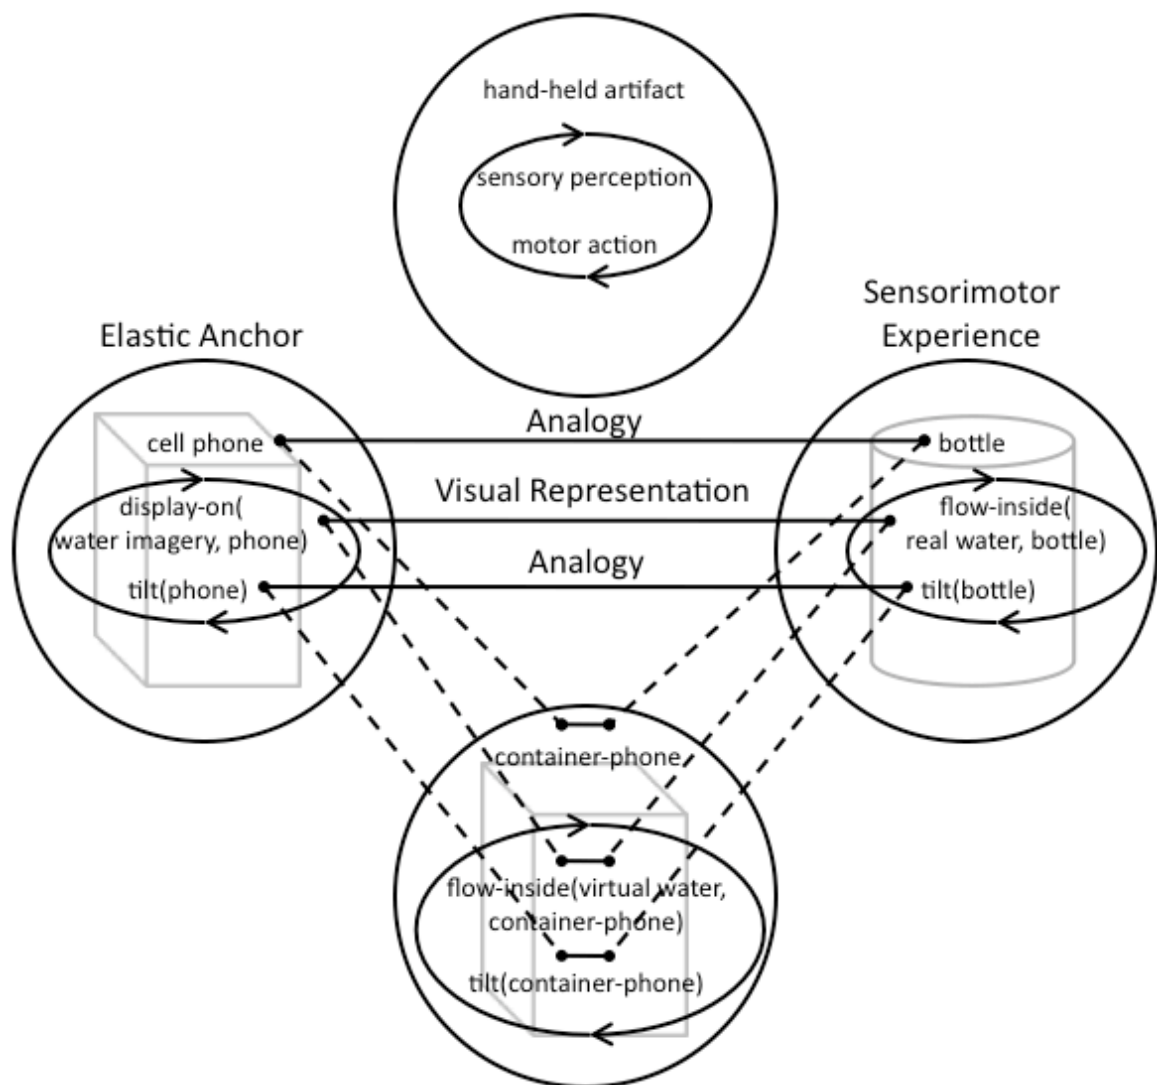 hand-held artifact
sensory perception
motor action
Elastic Anchor
Sensorimotor
Experience
Analogy
cell phone
bottle
Visual Representation
display-on(
water imagery, phone)
flow-inside(
real water, bottle)
Analogy
tilt(phone)
tilt(bottle)
container-phone
flow-inside(virtual water,
container-phone)
tilt(container-phone)